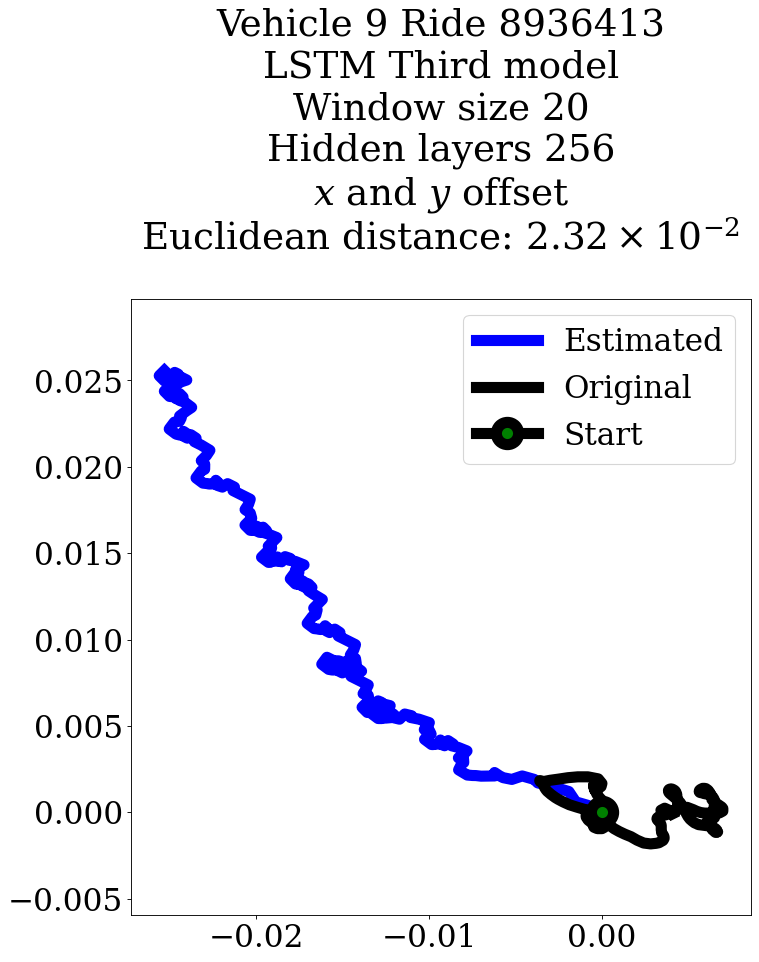 Vehicle 9 Ride 8936413
LSTM Third model
Window size 20
Hidden layers 256
x and y offset
Euclidean distance: 2.32 × 10⁻²
Estimated
Original
Start
0.025
0.020
0.015
0.010
0.005
0.000
−0.005
−0.02 −0.01 0.00